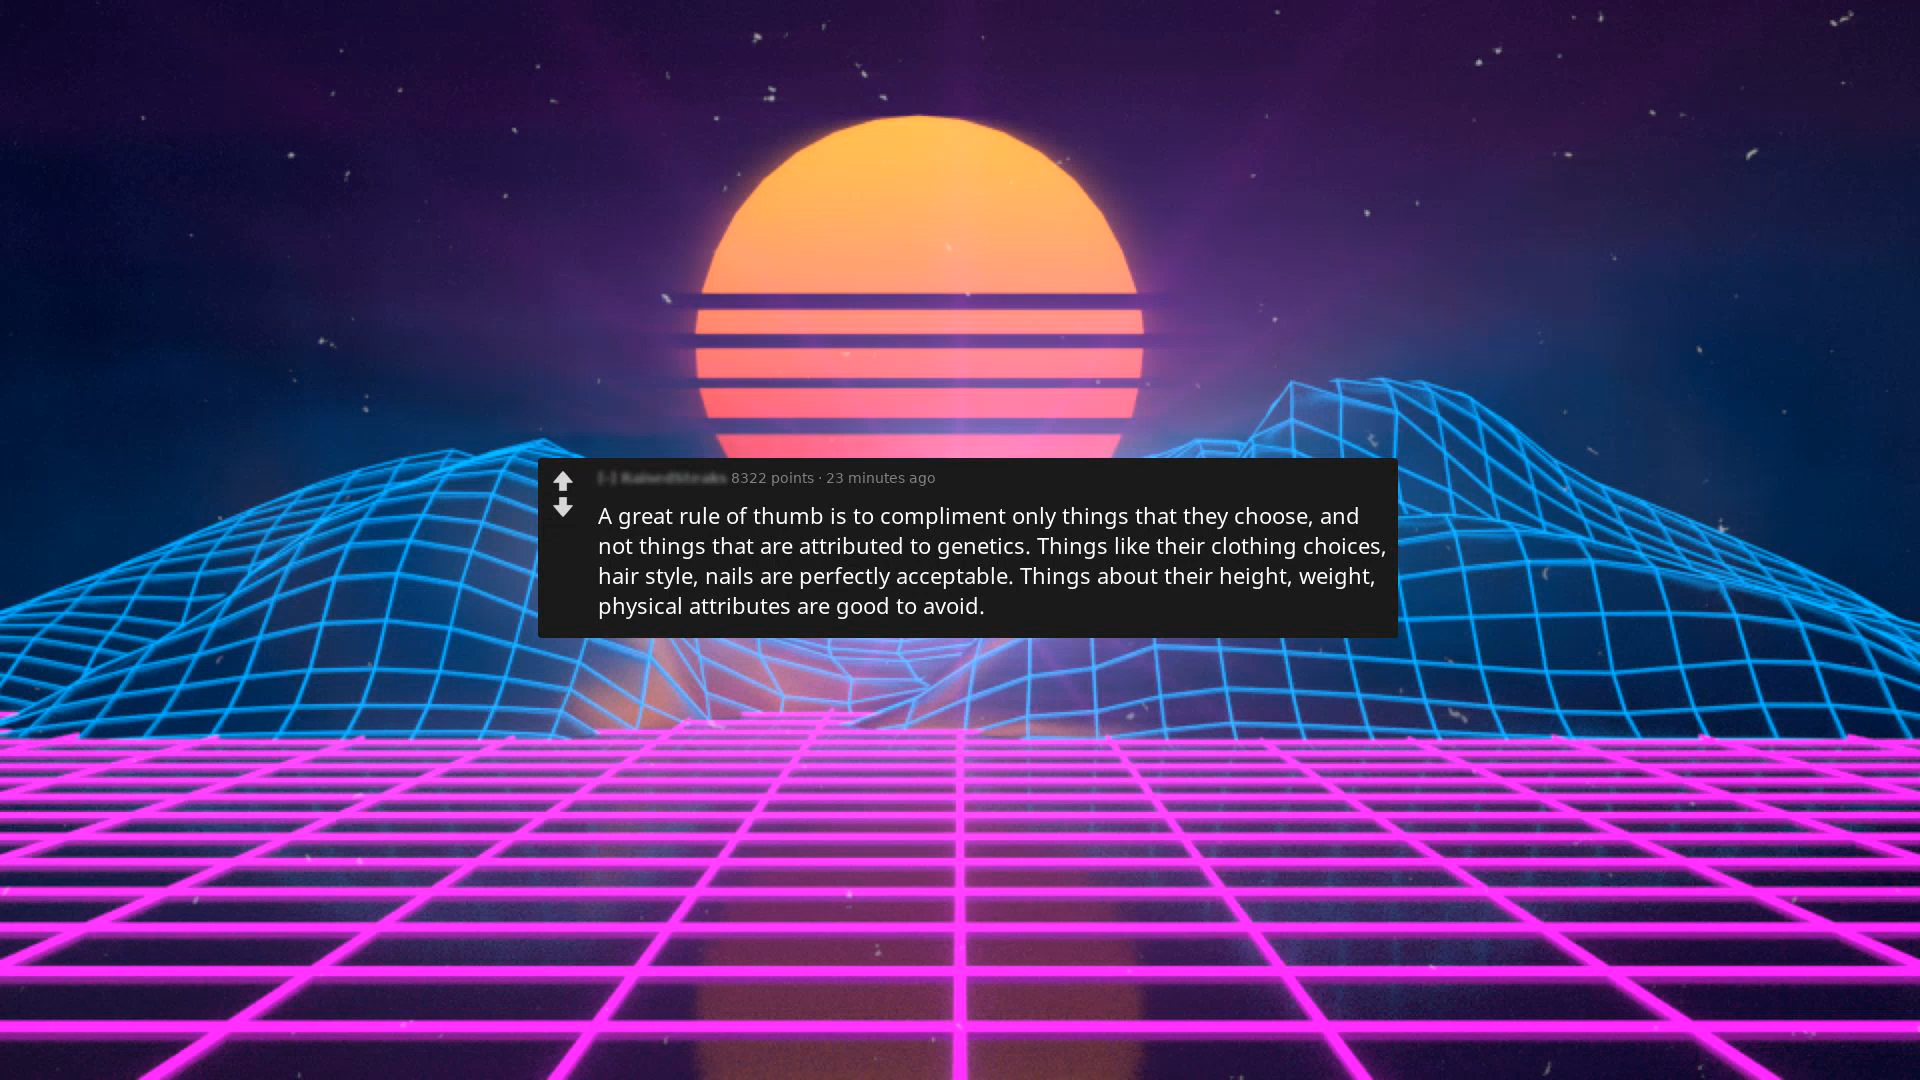 8322 points · 23 minutes ago
A great rule of thumb is to compliment only things that they choose, and
not things that are attributed to genetics. Things like their clothing choices,
hair style, nails are perfectly acceptable. Things about their height, weight,
physical attributes are good to avoid.